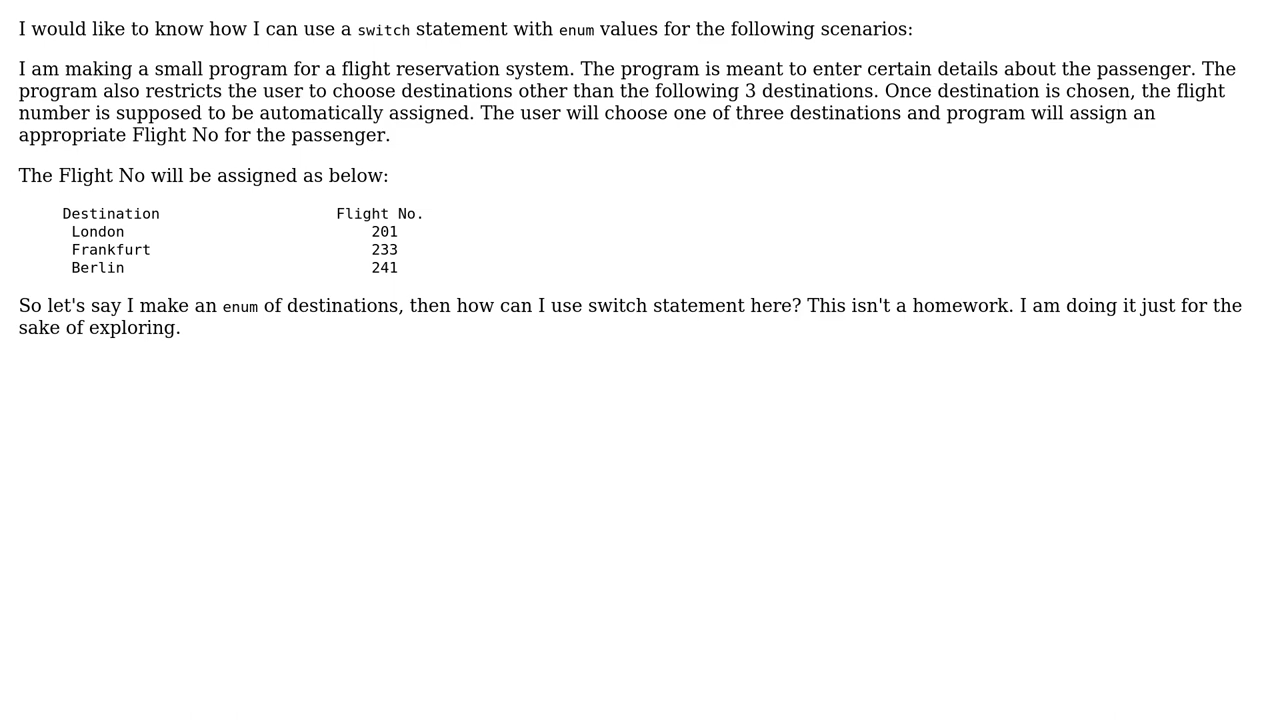 I would like to know how I can use a switch statement with enum values for the following scenarios:
I am making a small program for a flight reservation system. The program is meant to enter certain details about the passenger. The
program also restricts the user to choose destinations other than the following 3 destinations. Once destination is chosen, the flight
number is supposed to be automatically assigned. The user will choose one of three destinations and program will assign an
appropriate Flight No for the passenger.
The Flight No will be assigned as below:
Destination Flight No.
London 201
Frankfurt 233
Berlin 241
So let's say I make an enum of destinations, then how can I use switch statement here? This isn't a homework. I am doing it just for the
sake of exploring.